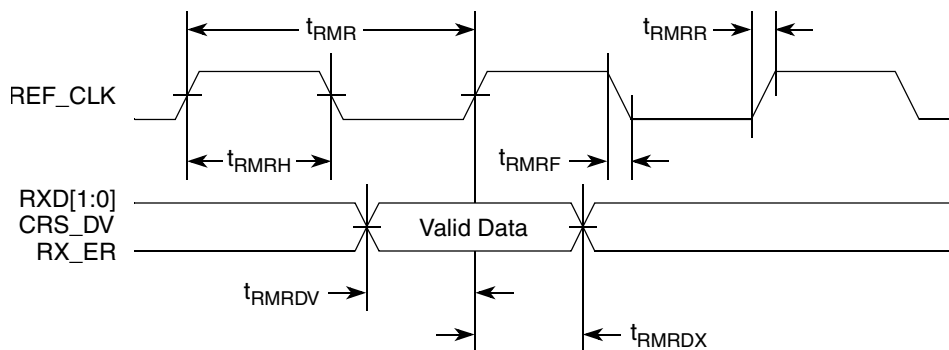 tRMR
tRMRR
REF_CLK
tRMRH
tRMRF
RXD[1:0]
CRS_DV
RX_ER
Valid Data
tRMRDV
tRMRDX